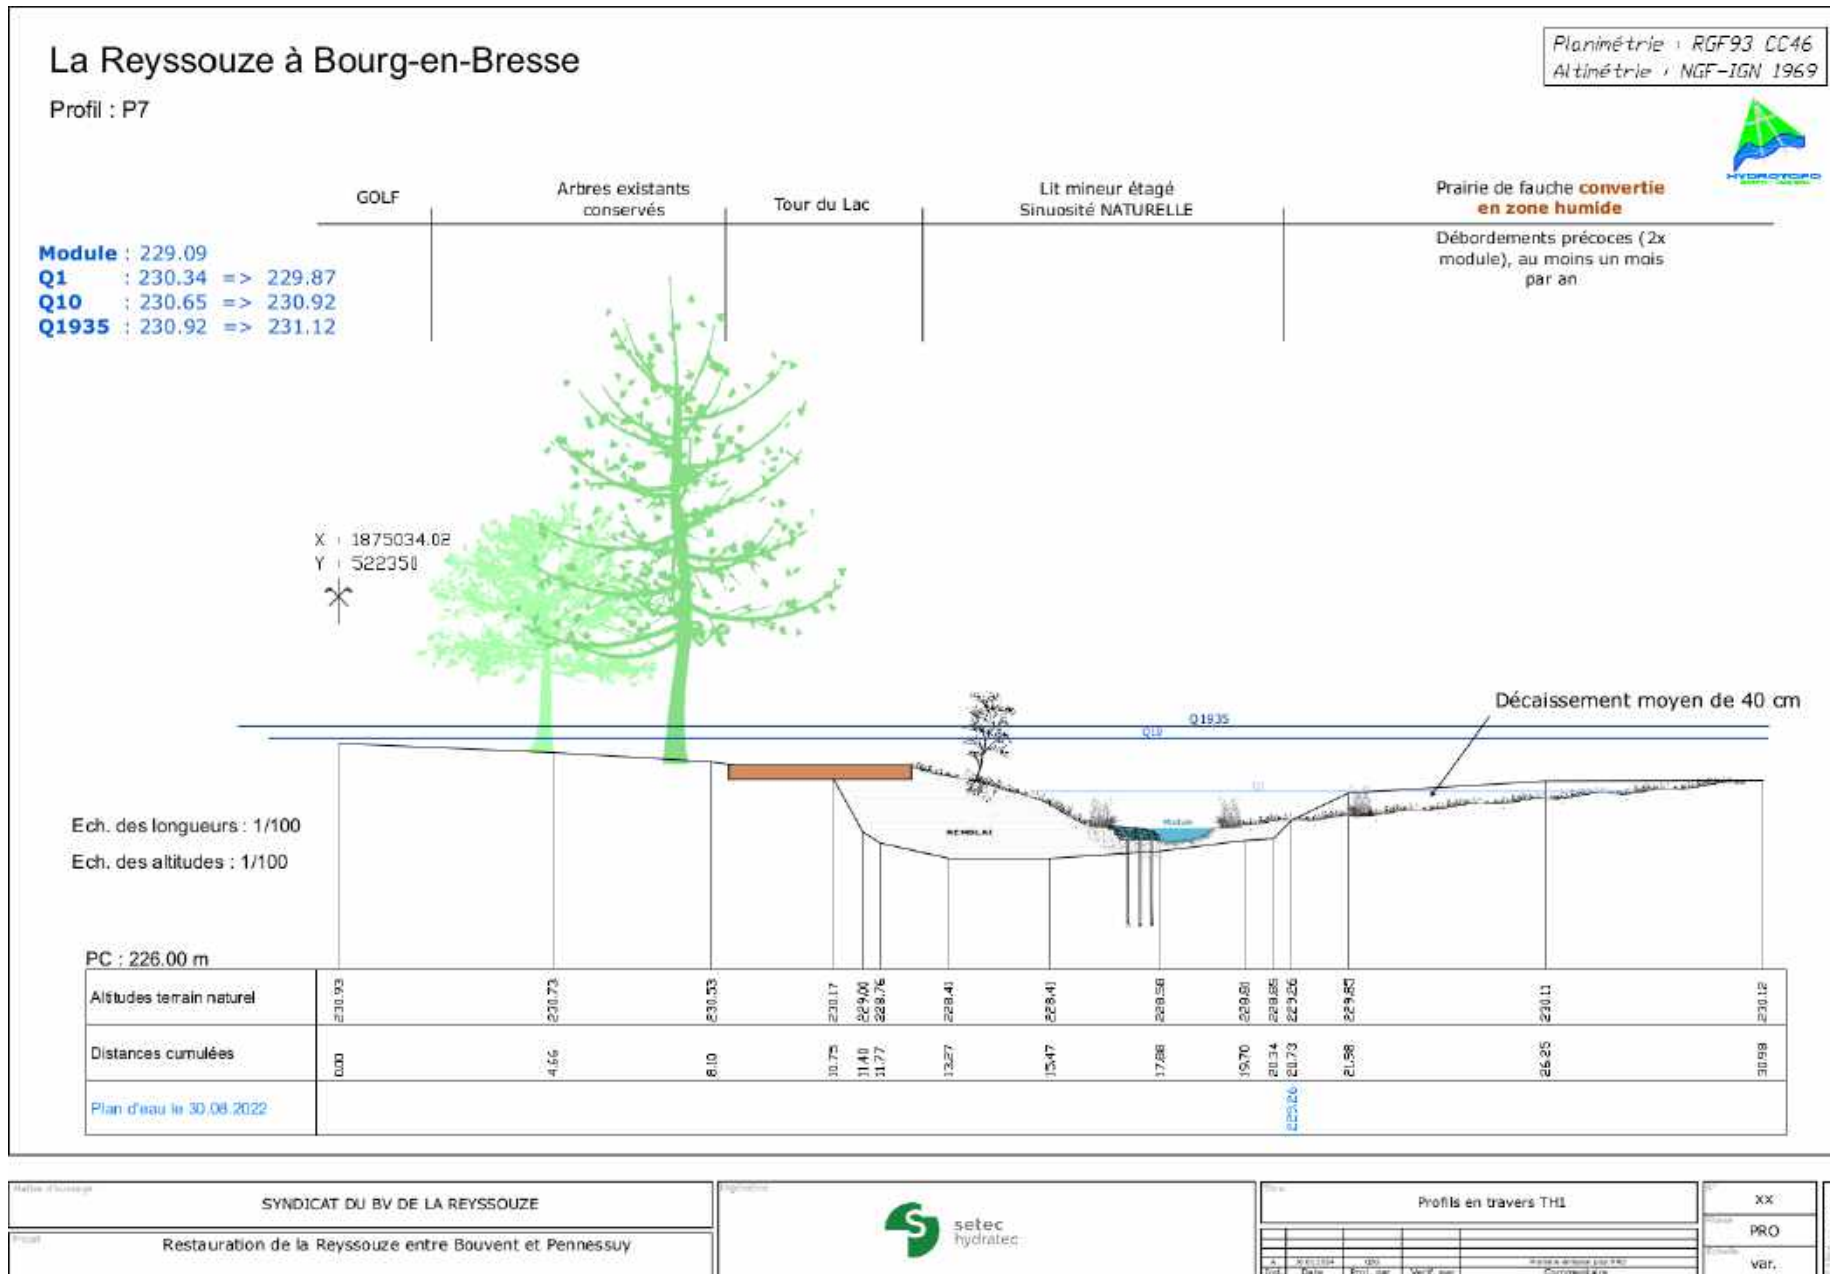 La Reyssouze à Bourg-en-Bresse
Profil : P7
Planimétrie : RGF93 CC46
Altimétrie : NGF-IGN 1969
HYDROTOPO
GOLF
Arbres existants
conservés
Tour du Lac
Lit mineur étagé
Sinuosité NATURELLE
Prairie de fauche convertie
en zone humide
Débordements précoces (2x
module), au moins un mois
par an
Module : 229.09
Q1 : 230.34 => 229.87
Q10 : 230.65 => 230.92
Q1935 : 230.92 => 231.12
X : 1875034.02
Y : 522350
Décaissement moyen de 40 cm
Q1935
Q10
Q1
Module
REMBLAI
Ech. des longueurs : 1/100
Ech. des altitudes : 1/100
PC : 226.00 m
Altitudes terrain naturel
230.93 230.73 230.53 230.17 229.00 228.76 228.41 228.41 228.58 228.81 228.88 229.26 229.85 230.11 230.12
Distances cumulées
0.00 4.66 8.10 10.75 11.40 11.77 13.27 15.47 17.88 19.70 20.34 20.73 21.98 26.25 30.98
Plan d'eau le 30.08.2022
229.26
SYNDICAT DU BV DE LA REYSSOUZE
Restauration de la Reyssouze entre Bouvent et Pennessuy
setec
hydratec
Profils en travers TH1
XX
PRO
var.